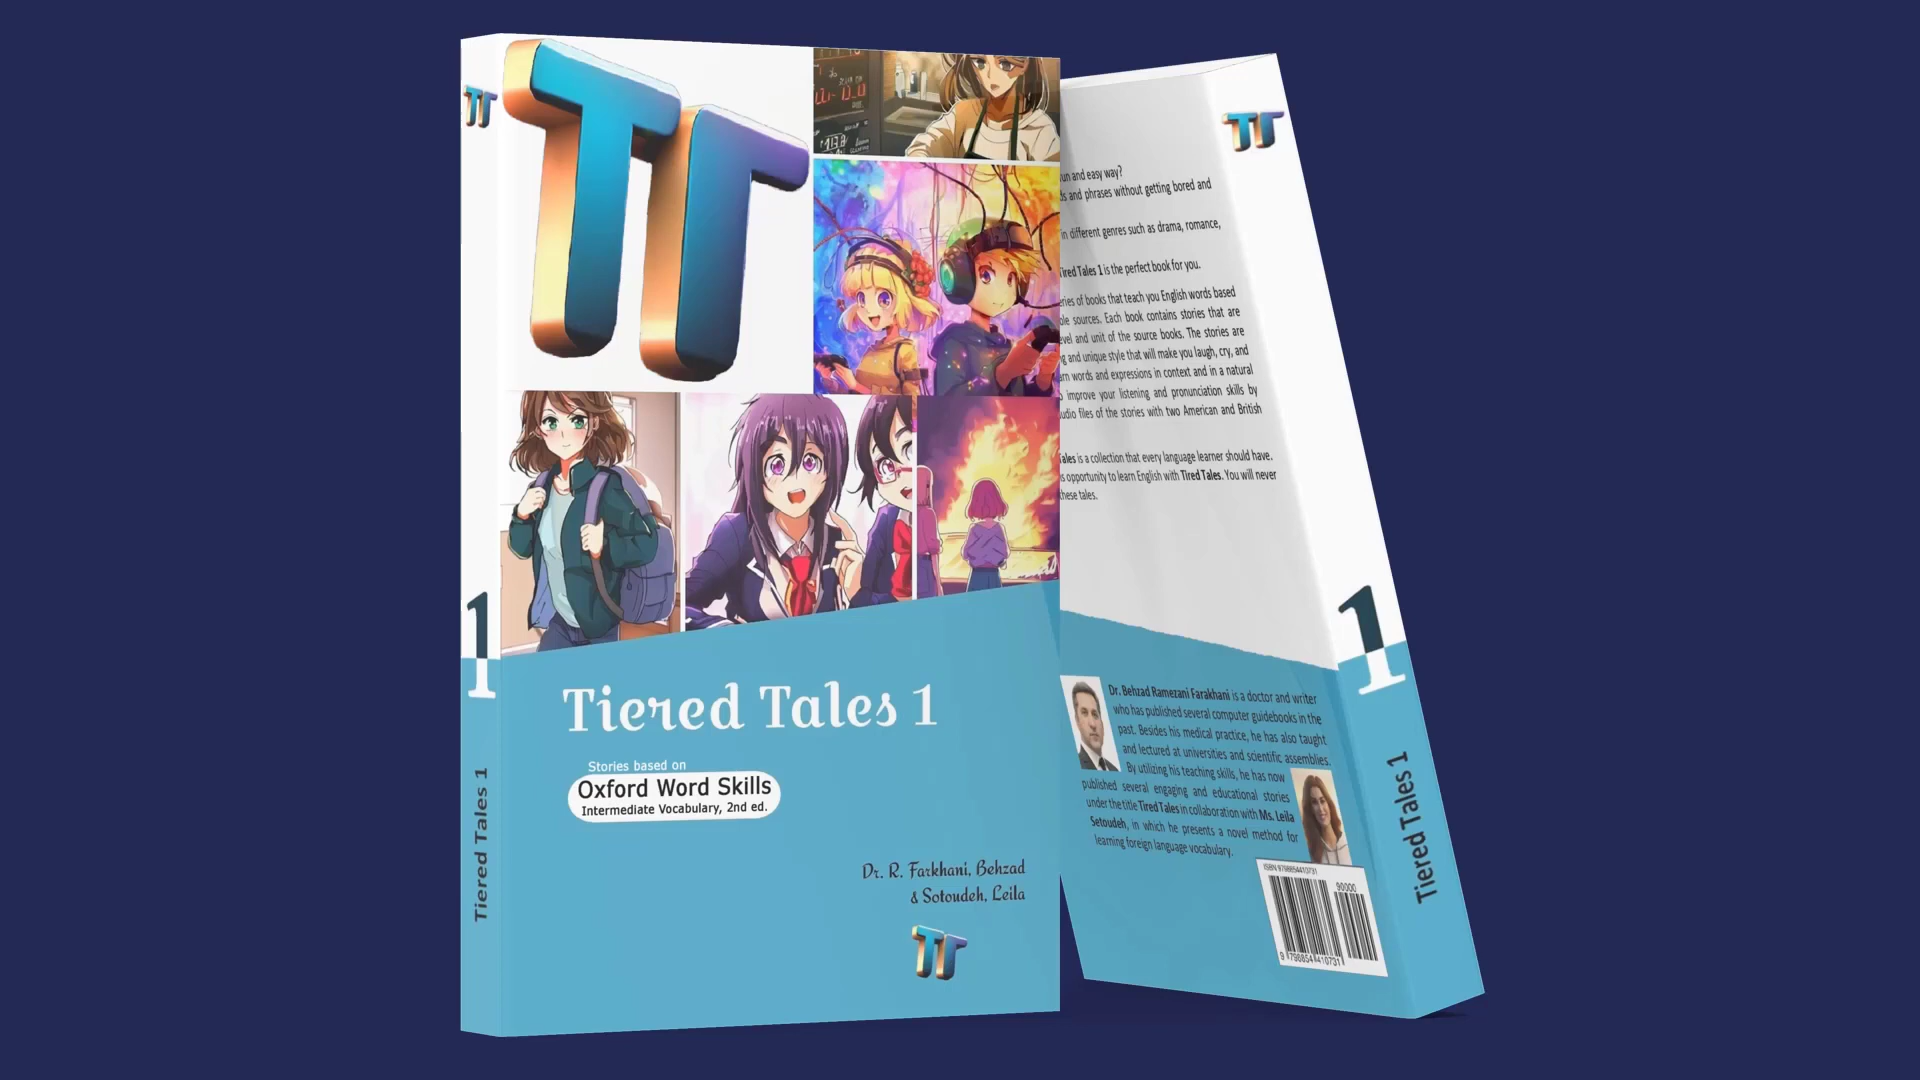 TT
TT
1
Tiered Tales 1
Tiered Tales 1
Stories based on
Oxford Word Skills
Intermediate Vocabulary, 2nd ed.
Dr. R. Farkhani, Behzad
& Sotoudeh, Leila
TT
TT
and easy way?
and phrases without getting bored and
in different genres such as drama, romance,
Tired Tales 1 is the perfect book for you.
of books that teach you English words based
sources. Each book contains stories that are
and unit of the source books. The stories are
and unique style that will make you laugh, cry, and
words and expressions in context and in a natural
improve your listening and pronunciation skills by
files of the stories with two American and British
Tales is a collection that every language learner should have.
opportunity to learn English with Tired Tales. You will never
these tales.
1
Dr. Behzad Ramezani Farakhani is a doctor and writer
who has published several computer guidebooks in the
past. Besides his medical practice, he has also taught
and lectured at universities and scientific assemblies.
By utilizing his teaching skills, he has now
published several engaging and educational stories
under the title Tired Tales in collaboration with Ms. Leila
Setoudeh, in which he presents a novel method for
learning foreign language vocabulary.
Tiered Tales 1
ISBN 9798854410731
90000
9 798854 410731